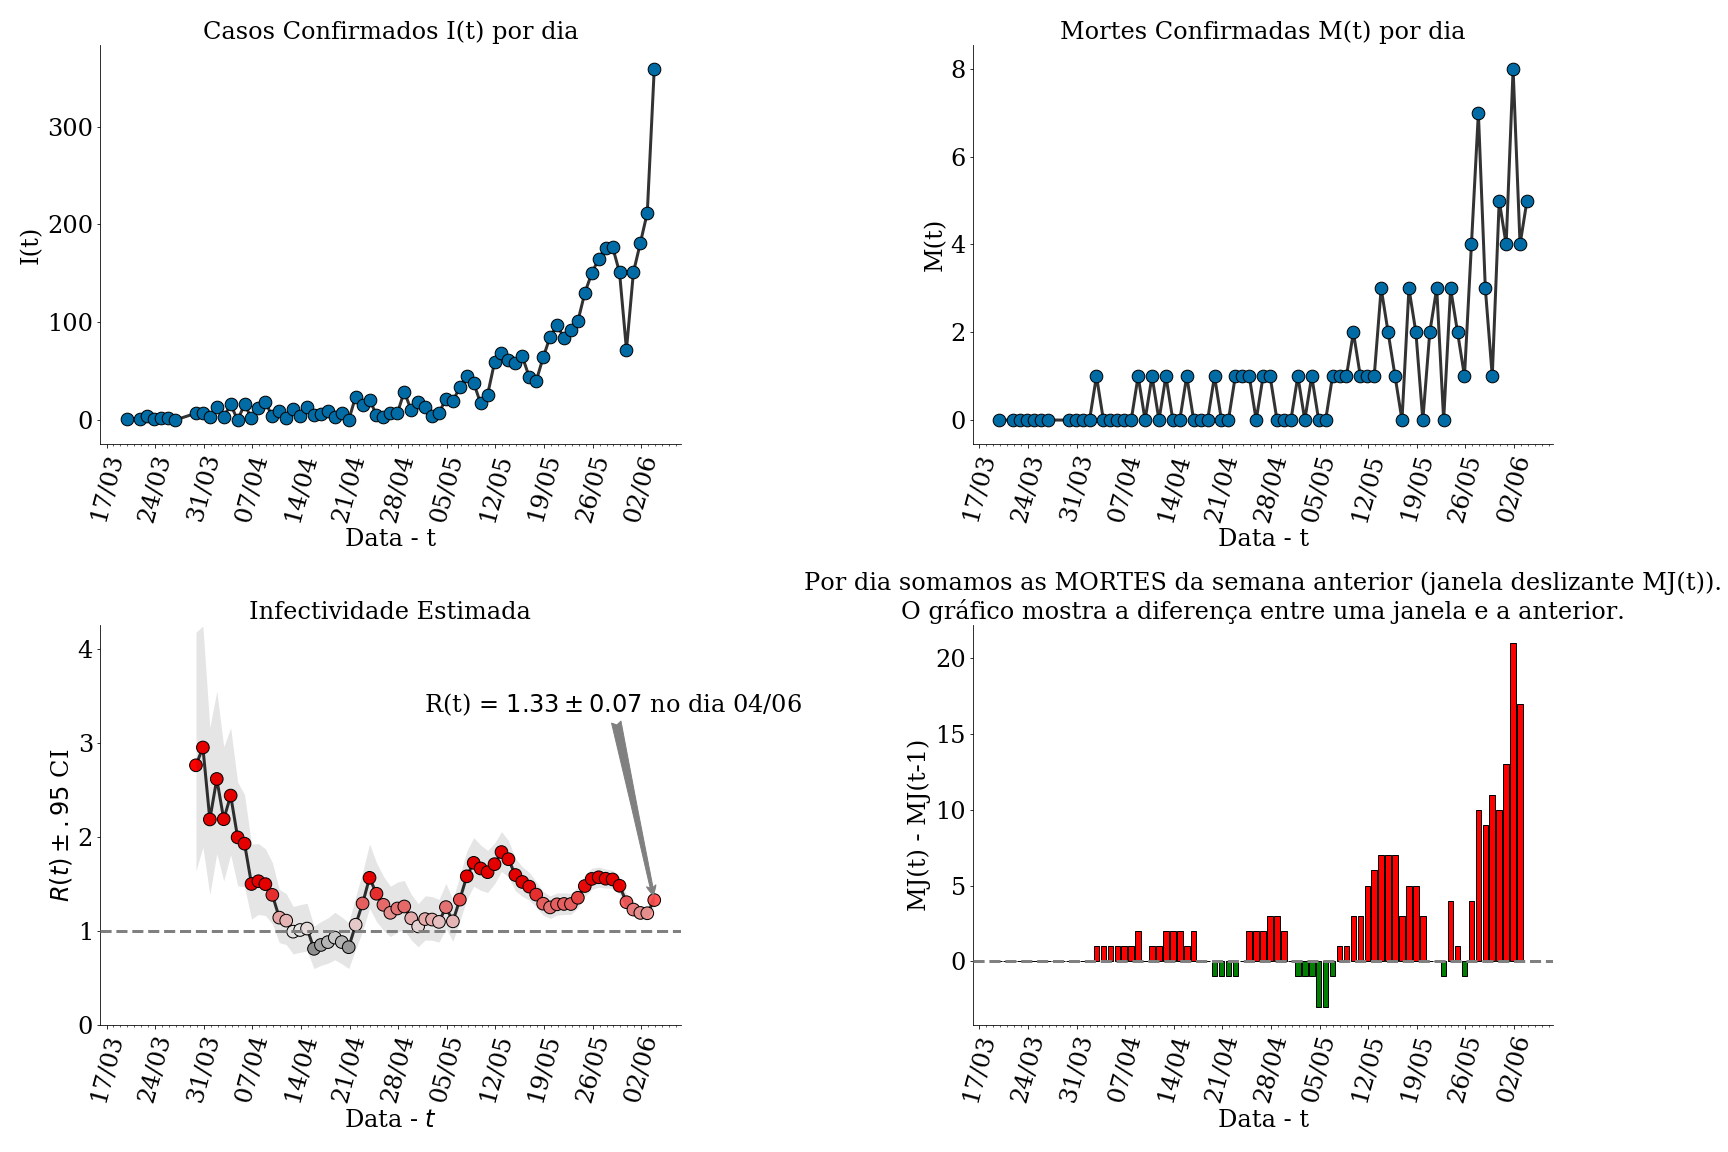 Casos Confirmados I(t) por dia
I(t)
300
200
100
0
17/03 24/03 31/03 07/04 14/04 21/04 28/04 05/05 12/05 19/05 26/05 02/06
Data - t
Mortes Confirmadas M(t) por dia
M(t)
8
6
4
2
0
17/03 24/03 31/03 07/04 14/04 21/04 28/04 05/05 12/05 19/05 26/05 02/06
Data - t
Infectividade Estimada
R(t) ± .95 CI
4
3
2
1
0
R(t) = 1.33 ± 0.07 no dia 04/06
17/03 24/03 31/03 07/04 14/04 21/04 28/04 05/05 12/05 19/05 26/05 02/06
Data - t
Por dia somamos as MORTES da semana anterior (janela deslizante MJ(t)).
O gráfico mostra a diferença entre uma janela e a anterior.
MJ(t) - MJ(t-1)
20
15
10
5
0
17/03 24/03 31/03 07/04 14/04 21/04 28/04 05/05 12/05 19/05 26/05 02/06
Data - t